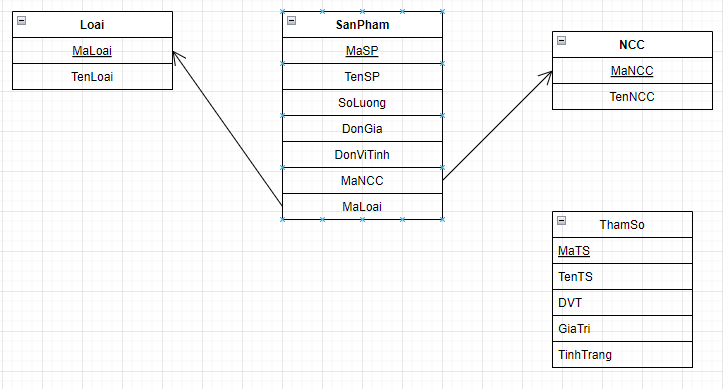 Loai
MaLoai
TenLoai
SanPham
MaSP
TenSP
SoLuong
DonGia
DonViTinh
MaNCC
MaLoai
NCC
MaNCC
TenNCC
ThamSo
MaTS
TenTS
DVT
GiaTri
TinhTrang